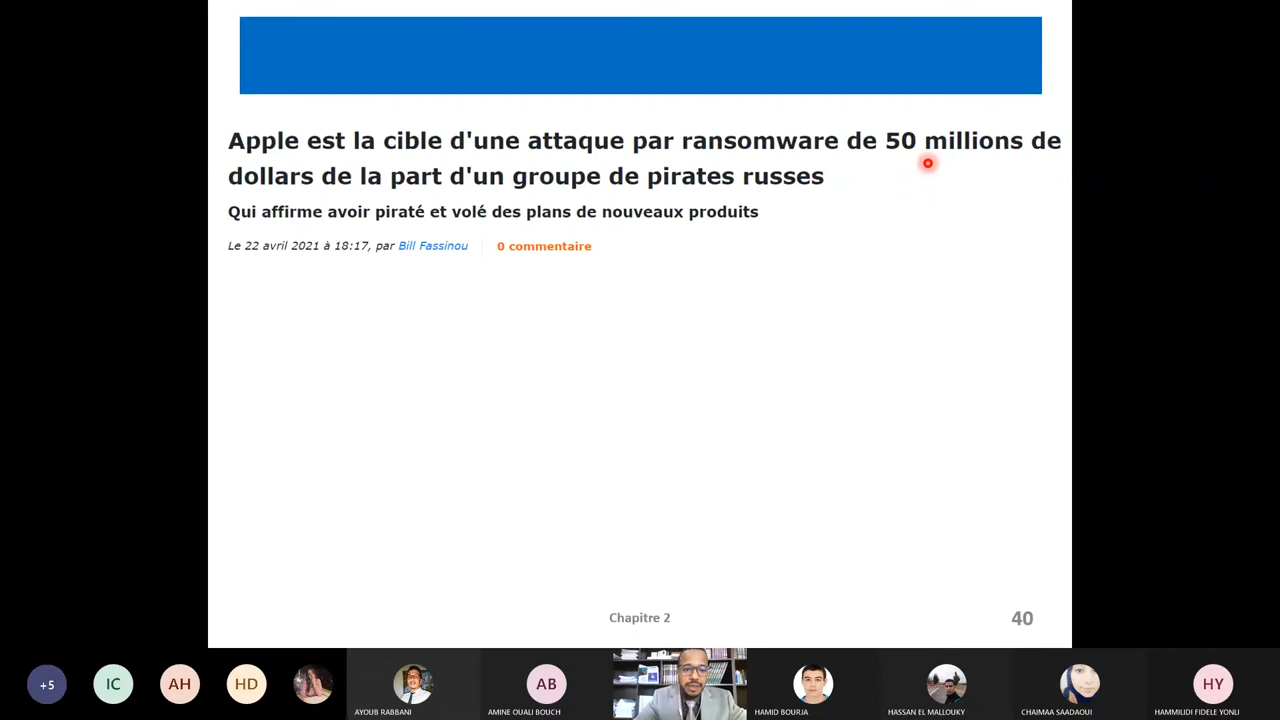 Apple est la cible d'une attaque par ransomware de 50 millions de
dollars de la part d'un groupe de pirates russes
Qui affirme avoir piraté et volé des plans de nouveaux produits
Le 22 avril 2021 à 18:17, par Bill Fassinou 0 commentaire
Chapitre 2 40
+5 IC AH HD AB HY
AYOUB RABBANI AMINE OUALI BOUCH HAMID BOURJA HASSAN EL MALLOUKY CHAIMAA SAADAOUI HAMMILIDI FIDELE YONLI